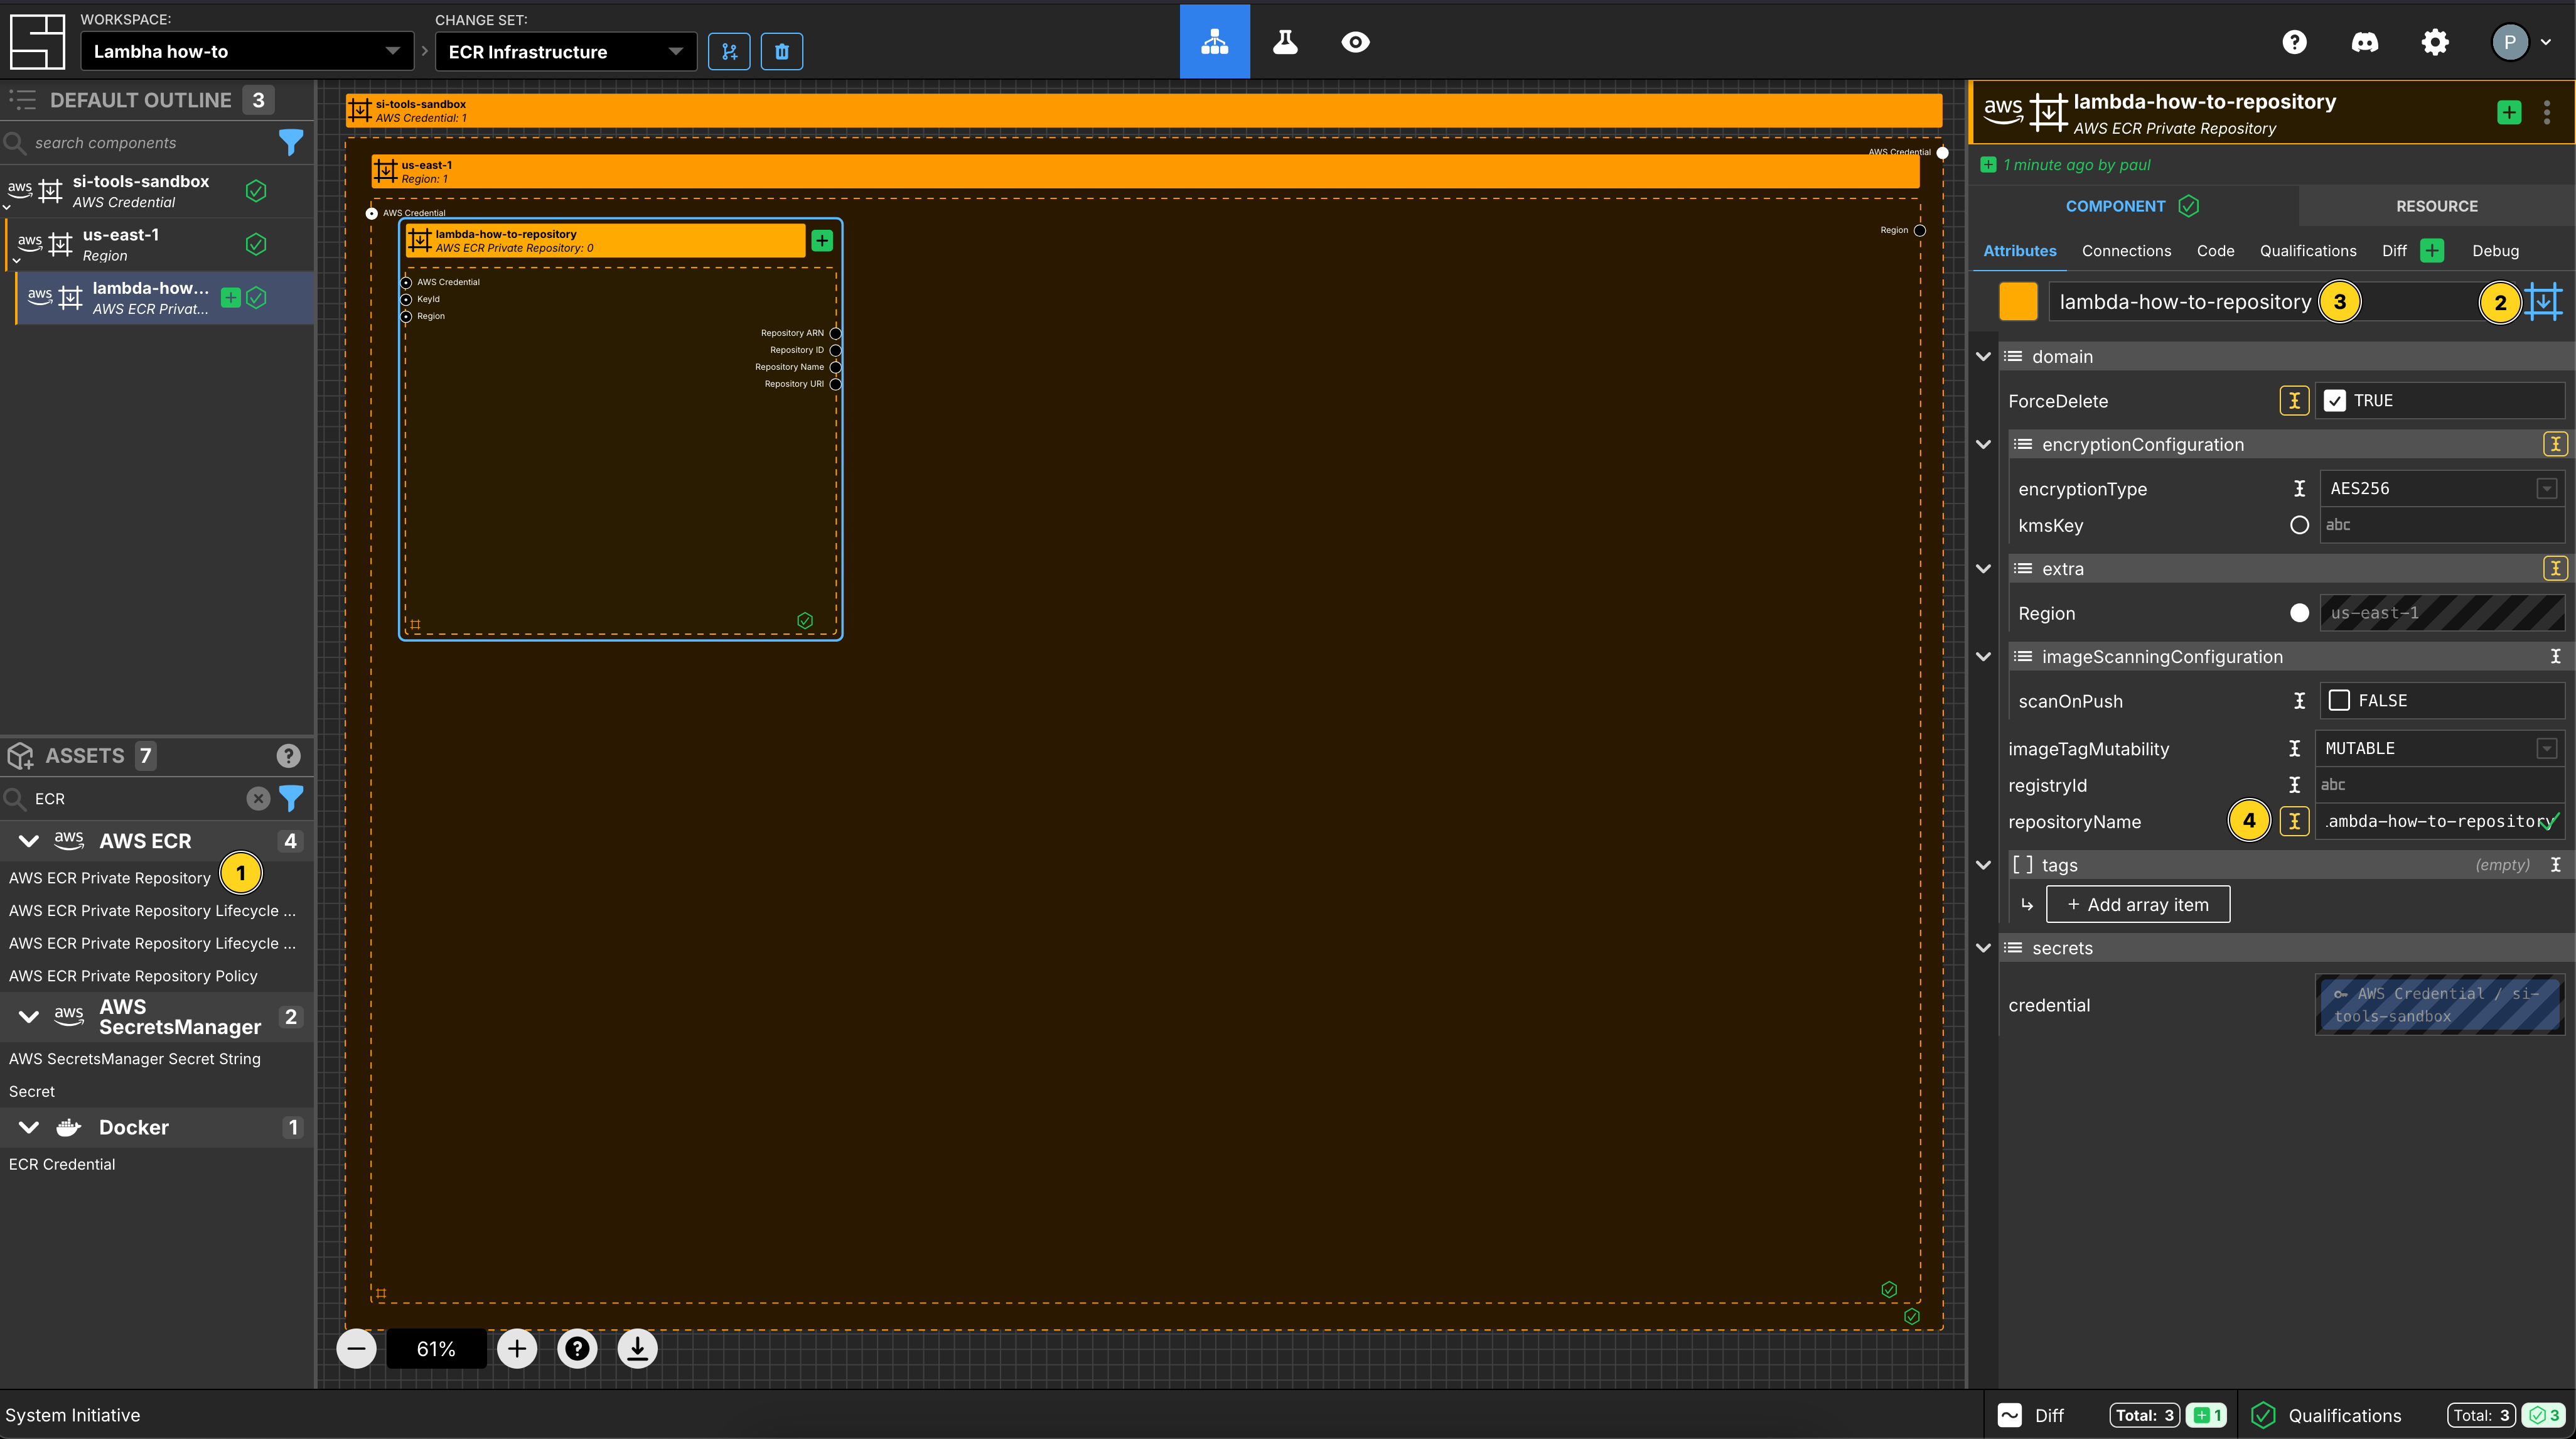 WORKSPACE:
Lambha how-to
CHANGE SET:
ECR Infrastructure
P
DEFAULT OUTLINE 3
search components
aws si-tools-sandbox
AWS Credential
aws us-east-1
Region
aws lambda-how...
AWS ECR Privat...
ASSETS 7
ECR
aws AWS ECR 4
AWS ECR Private Repository 1
AWS ECR Private Repository Lifecycle ...
AWS ECR Private Repository Lifecycle ...
AWS ECR Private Repository Policy
aws AWS
SecretsManager 2
AWS SecretsManager Secret String
Secret
Docker 1
ECR Credential
si-tools-sandbox
AWS Credential: 1
AWS Credential
us-east-1
Region: 1
AWS Credential
Region
lambda-how-to-repository
AWS ECR Private Repository: 0
AWS Credential
KeyId
Region
Repository ARN
Repository ID
Repository Name
Repository URI
61%
aws lambda-how-to-repository
AWS ECR Private Repository
1 minute ago by paul
COMPONENT RESOURCE
Attributes Connections Code Qualifications Diff Debug
lambda-how-to-repository 3 2
domain
ForceDelete TRUE
encryptionConfiguration
encryptionType AES256
kmsKey abc
extra
Region us-east-1
imageScanningConfiguration
scanOnPush FALSE
imageTagMutability MUTABLE
registryId abc
repositoryName 4 lambda-how-to-repository
[ ] tags (empty)
+ Add array item
secrets
credential AWS Credential / si-
tools-sandbox
System Initiative
Diff Total: 3 1 Qualifications Total: 3 3